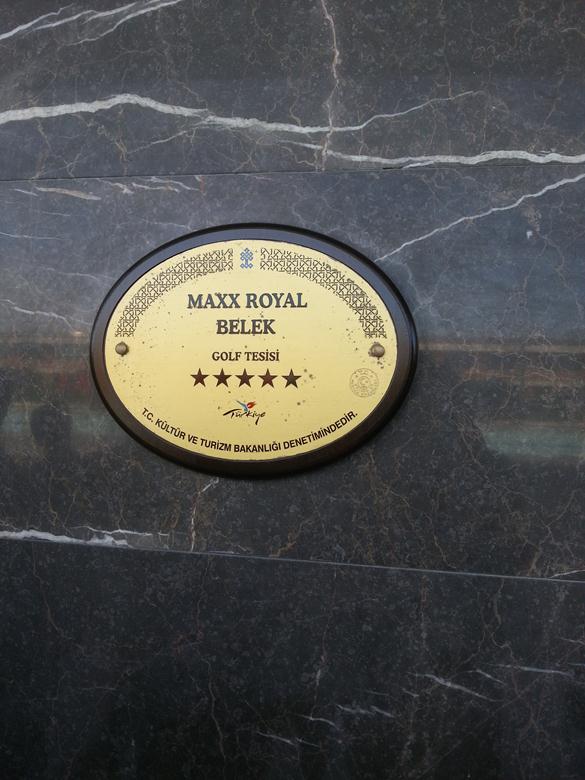 MAXX ROYAL
BELEK
GOLF TESİSİ
Türkiye
T.C. KÜLTÜR VE TURİZM BAKANLIĞI DENETİMİNDEDİR.